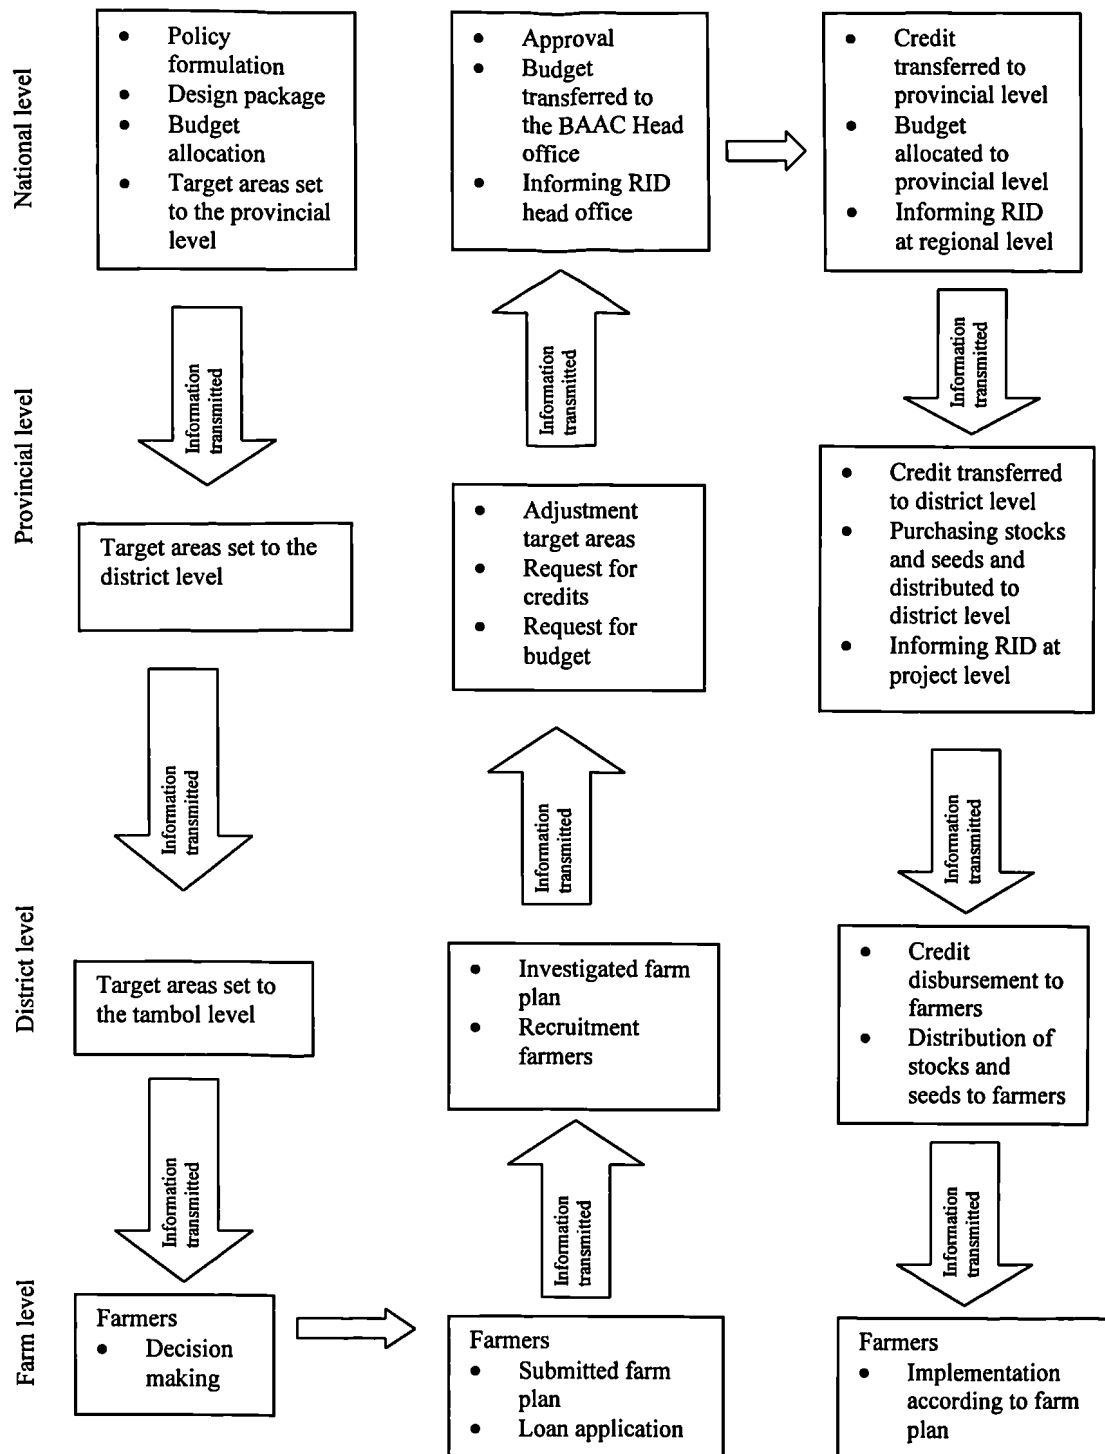 National level
• Policy
formulation
• Design package
• Budget
allocation
• Target areas set
to the provincial
level
• Approval
• Budget
transferred to
the BAAC Head
office
• Informing RID
head office
• Credit
transferred to
provincial level
• Budget
allocated to
provincial level
• Informing RID
at regional level
Information
transmitted
Information
transmitted
Information
transmitted
Provincial level
Target areas set to the
district level
• Adjustment
target areas
• Request for
credits
• Request for
budget
• Credit transferred
to district level
• Purchasing stocks
and seeds and
distributed to
district level
• Informing RID at
project level
Information
transmitted
Information
transmitted
Information
transmitted
District level
Target areas set to
the tambol level
• Investigated farm
plan
• Recruitment
farmers
• Credit
disbursement to
farmers
• Distribution of
stocks and
seeds to farmers
Information
transmitted
Information
transmitted
Information
transmitted
Farm level
Farmers
• Decision
making
Farmers
• Submitted farm
plan
• Loan application
Farmers
• Implementation
according to farm
plan